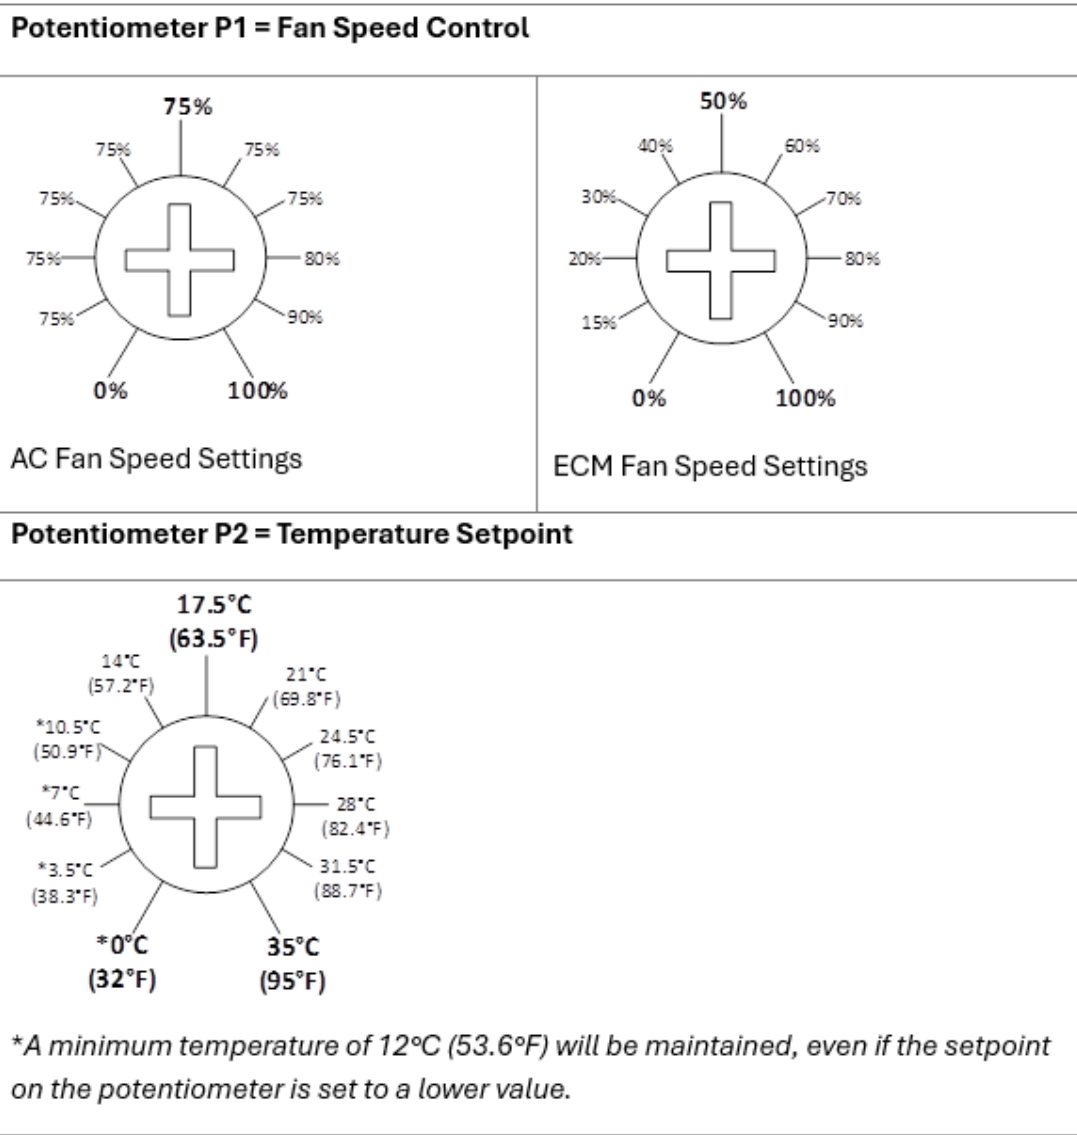 Potentiometer P1 = Fan Speed Control
75%
75%
75%
75%
75%
75%
80%
75%
90%
0%
100%
AC Fan Speed Settings
50%
40%
60%
30%
70%
20%
80%
15%
90%
0%
100%
ECM Fan Speed Settings
Potentiometer P2 = Temperature Setpoint
17.5°C
(63.5°F)
14°C
(57.2°F)
21°C
(69.8°F)
*10.5°C
(50.9°F)
24.5°C
(76.1°F)
*7°C
(44.6°F)
28°C
(82.4°F)
*3.5°C
(38.3°F)
31.5°C
(88.7°F)
*0°C
(32°F)
35°C
(95°F)
*A minimum temperature of 12°C (53.6°F) will be maintained, even if the setpoint
on the potentiometer is set to a lower value.